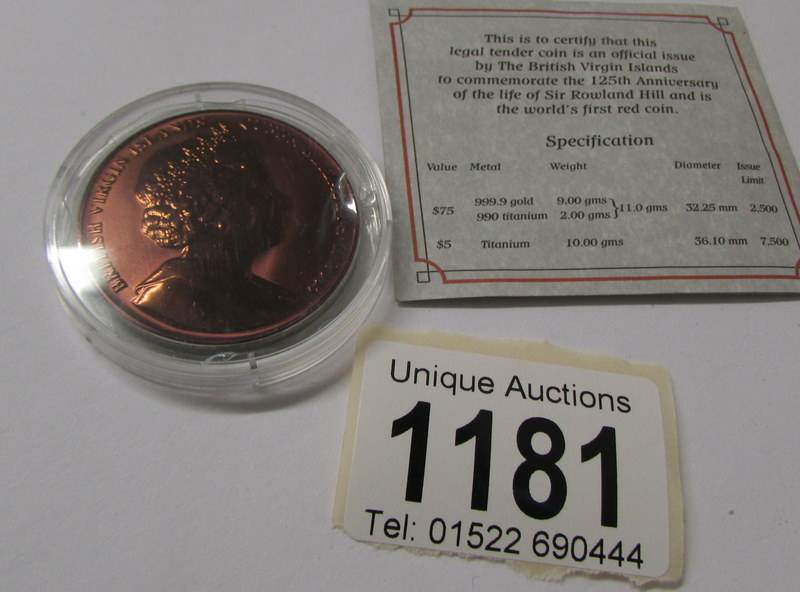 BRITISH VIRGIN ISLANDS
This is to certify that this
legal tender coin is an official issue
by The British Virgin Islands
to commemorate the 125th Anniversary
of the life of Sir Rowland Hill and is
the world's first red coin.
Specification
Value Metal Weight Diameter Issue Limit
$75 999.9 gold 9.00 gms
990 titanium 2.00 gms }11.0 gms 32.25 mm 2,500
$5 Titanium 10.00 gms 36.10 mm 7,500
Unique Auctions
1181
Tel: 01522 690444